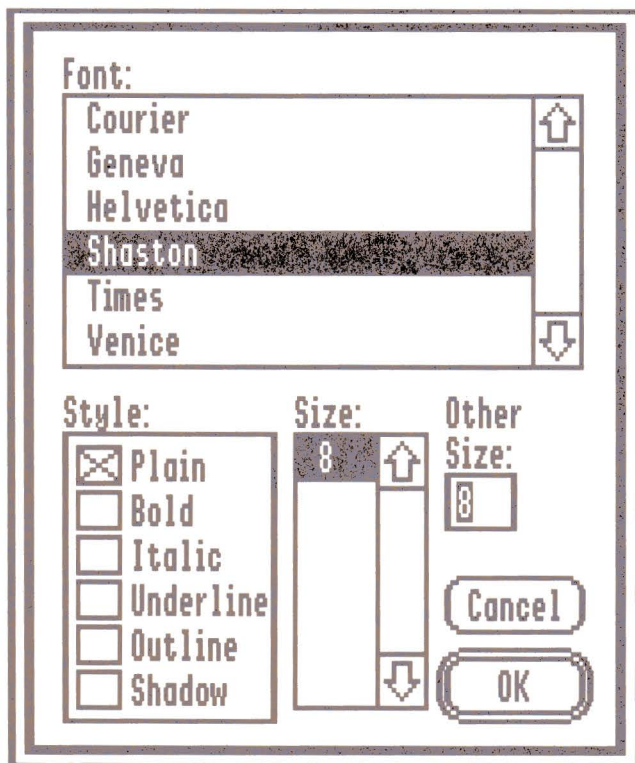 Font:
Courier
Geneva
Helvetica
Shaston
Times
Venice
Style:
Plain
Bold
Italic
Underline
Outline
Shadow
Size:
8
Other
Size:
8
Cancel
OK